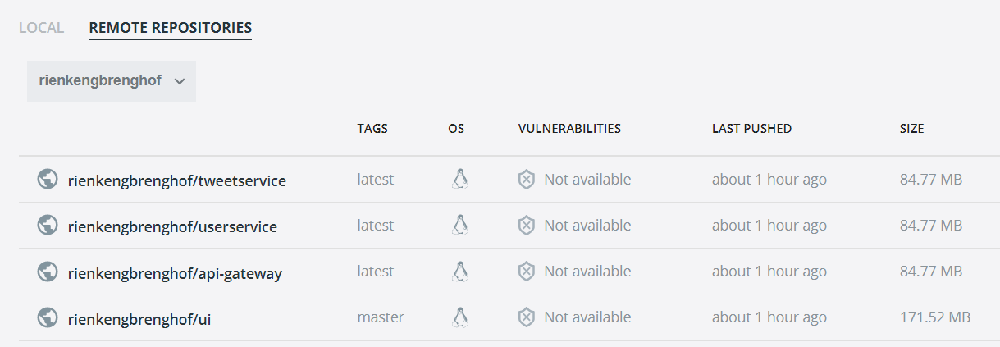 LOCAL REMOTE REPOSITORIES
rienkengbrenghof
TAGS OS VULNERABILITIES LAST PUSHED SIZE
rienkengbrenghof/tweetservice latest Not available about 1 hour ago 84.77 MB
rienkengbrenghof/userservice latest Not available about 1 hour ago 84.77 MB
rienkengbrenghof/api-gateway latest Not available about 1 hour ago 84.77 MB
rienkengbrenghof/ui master Not available about 1 hour ago 171.52 MB